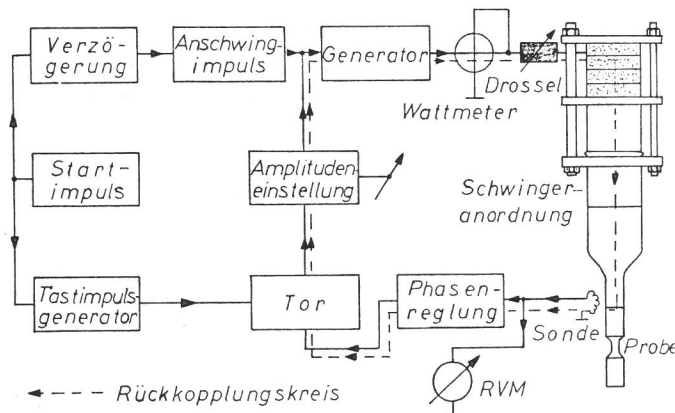 Verzö-
gerung
Anschwing-
impuls
Generator
Drossel
Wattmeter
Start-
impuls
Amplituden-
einstellung
Schwinger-
anordnung
Tastimpuls-
generator
Tor
Phasen-
reglung
Sonde
Probe
RVM
Rückkopplungskreis